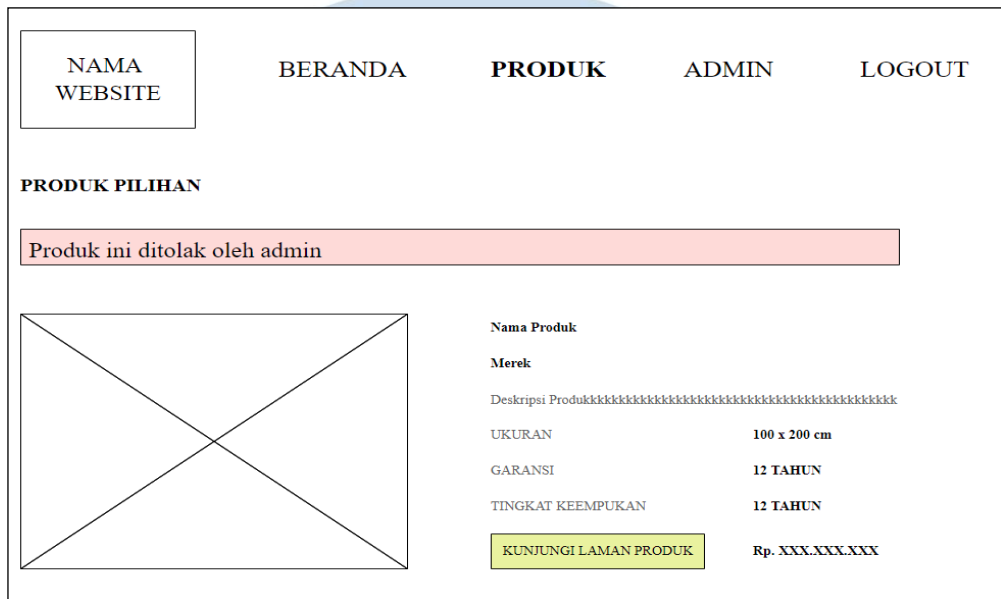 NAMA
WEBSITE
BERANDA
PRODUK
ADMIN
LOGOUT
PRODUK PILIHAN
Produk ini ditolak oleh admin
Nama Produk
Merek
Deskripsi Produkkkkkkkkkkkkkkkkkkkkkkkkkkkkkkkkkkkkkkkkkkkk
UKURAN 100 x 200 cm
GARANSI 12 TAHUN
TINGKAT KEEMPUKAN 12 TAHUN
KUNJUNGI LAMAN PRODUK Rp. XXX.XXX.XXX